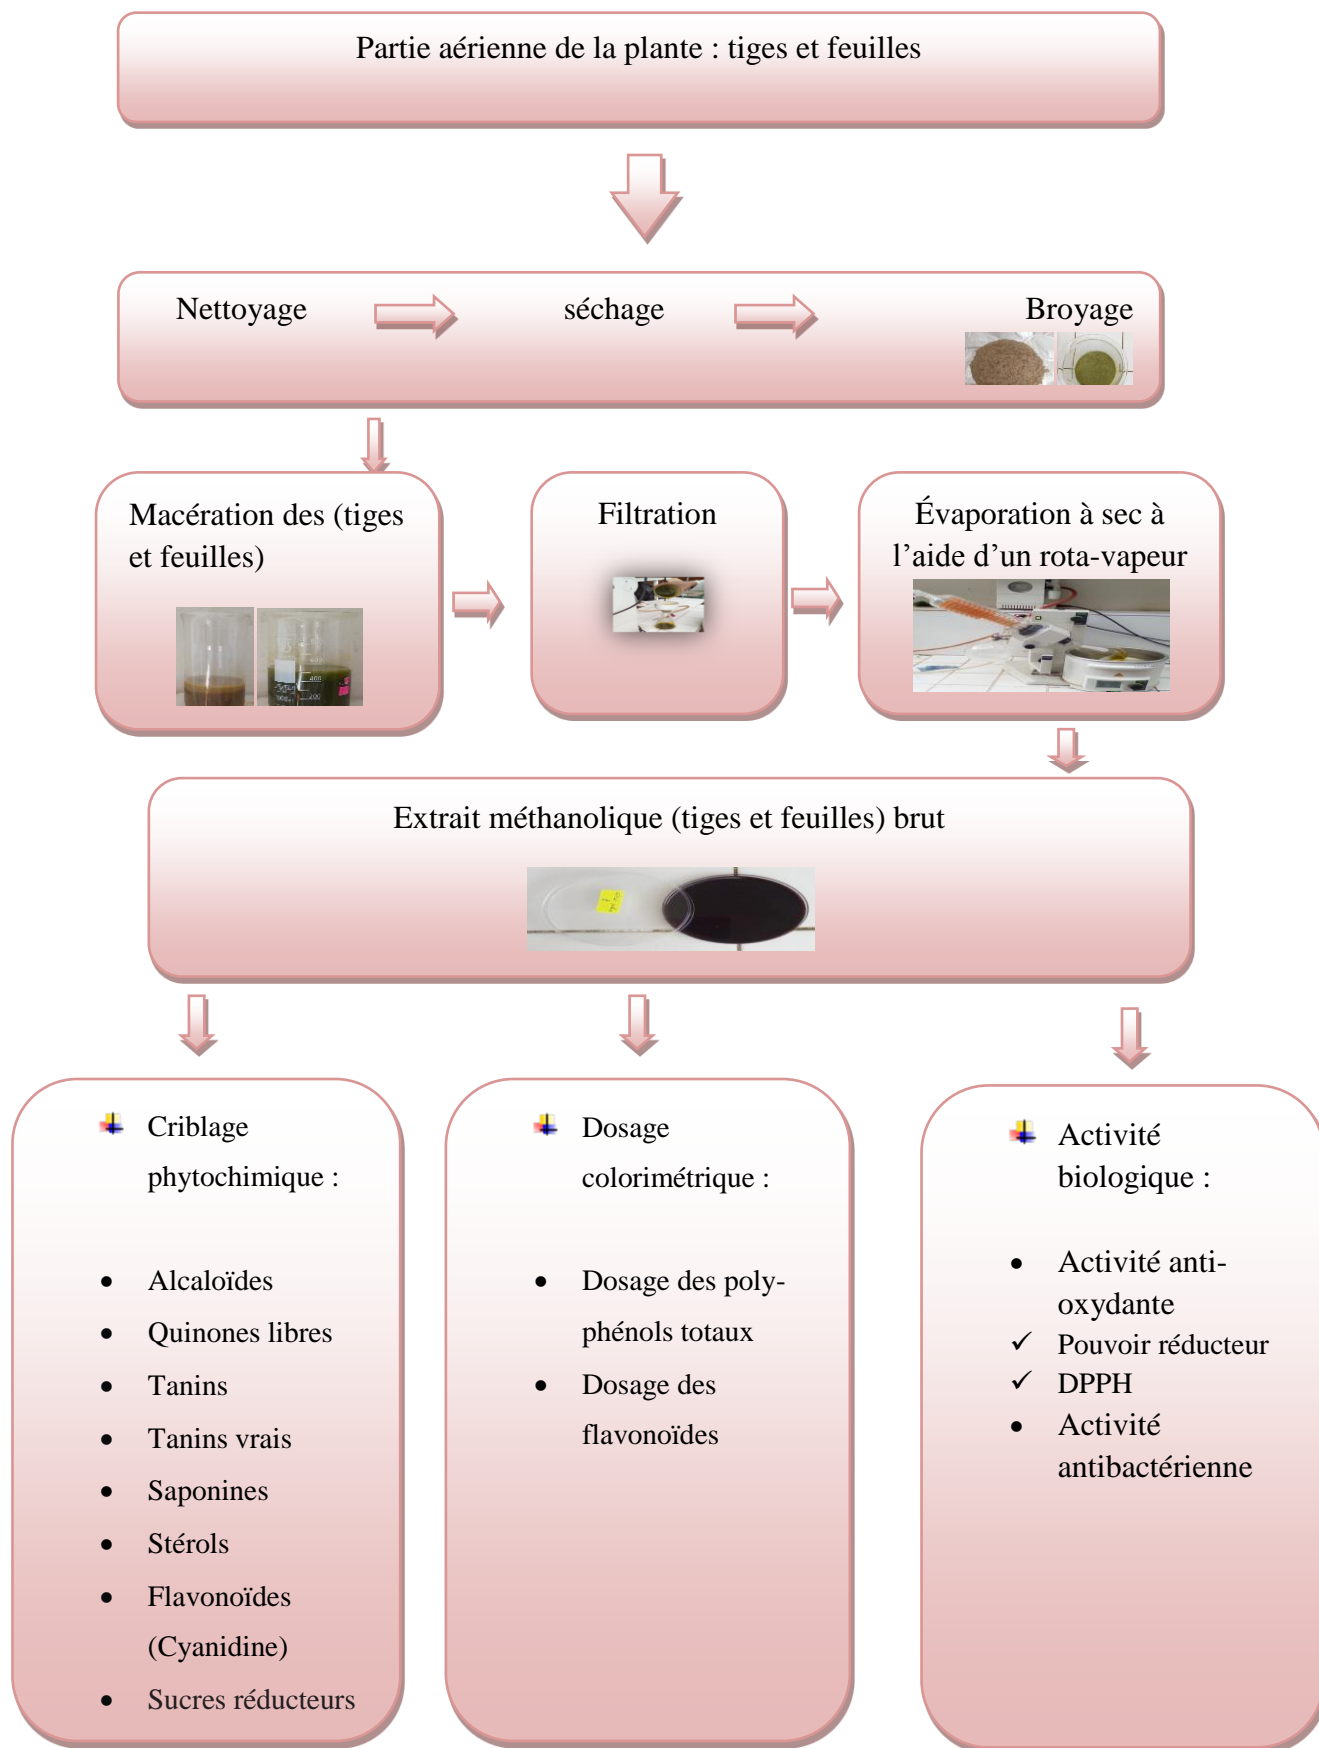 Partie aérienne de la plante : tiges et feuilles
Nettoyage séchage Broyage
Macération des (tiges
et feuilles)
Filtration
Évaporation à sec à
l’aide d’un rota-vapeur
Extrait méthanolique (tiges et feuilles) brut
Criblage
phytochimique :
• Alcaloïdes
• Quinones libres
• Tanins
• Tanins vrais
• Saponines
• Stérols
• Flavonoïdes
(Cyanidine)
• Sucres réducteurs
Dosage
colorimétrique :
• Dosage des poly-
phénols totaux
• Dosage des
flavonoïdes
Activité
biologique :
• Activité anti-
oxydante
✓ Pouvoir réducteur
✓ DPPH
• Activité
antibactérienne